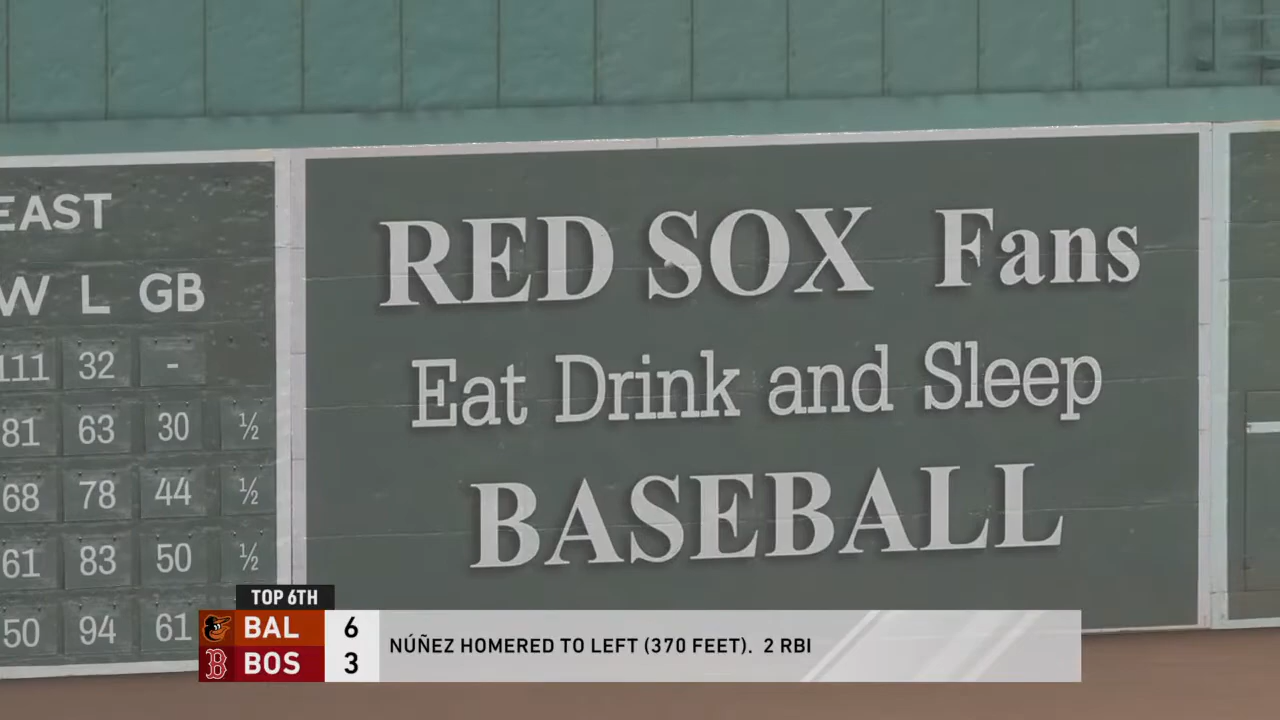 EAST
W L GB
111 32 -
81 63 30 ½
68 78 44 ½
61 83 50 ½
50 94 61
RED SOX Fans
Eat Drink and Sleep
BASEBALL
TOP 6TH
BAL 6
BOS 3
NÚÑEZ HOMERED TO LEFT (370 FEET). 2 RBI